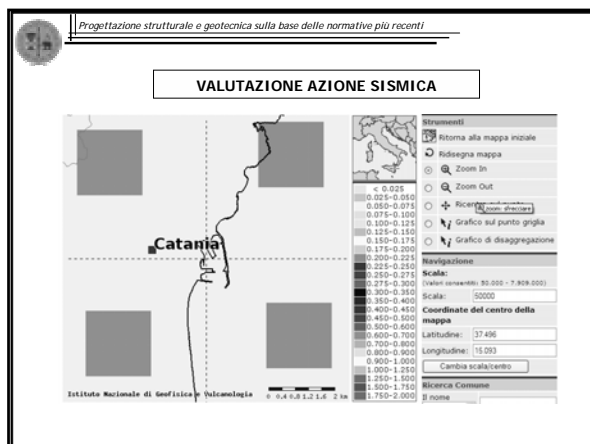 Progettazione strutturale e geotecnica sulla base delle normative più recenti
VALUTAZIONE AZIONE SISMICA
Catania
Istituto Nazionale di Geofisica e Vulcanologia
0 0.4 0.8 1.2 1.6 2 km
< 0.025
0.025-0.050
0.050-0.075
0.075-0.100
0.100-0.125
0.125-0.150
0.150-0.175
0.175-0.200
0.200-0.225
0.225-0.250
0.250-0.275
0.275-0.300
0.300-0.350
0.350-0.400
0.400-0.450
0.450-0.500
0.500-0.600
0.600-0.700
0.700-0.800
0.800-0.900
0.900-1.000
1.000-1.250
1.250-1.500
1.500-1.750
1.750-2.000
Strumenti
Ritorna alla mappa iniziale
Ridisegna mappa
Zoom In
Zoom Out
Grafico sul punto griglia
Grafico di disaggregazione
Navigazione
Scala:
(Valori consentiti: 50.000 - 7.909.000)
Scala: 50000
Coordinate del centro della
mappa
Latitudine: 37.496
Longitudine: 15.093
Cambia scala/centro
Ricerca Comune
Il nome